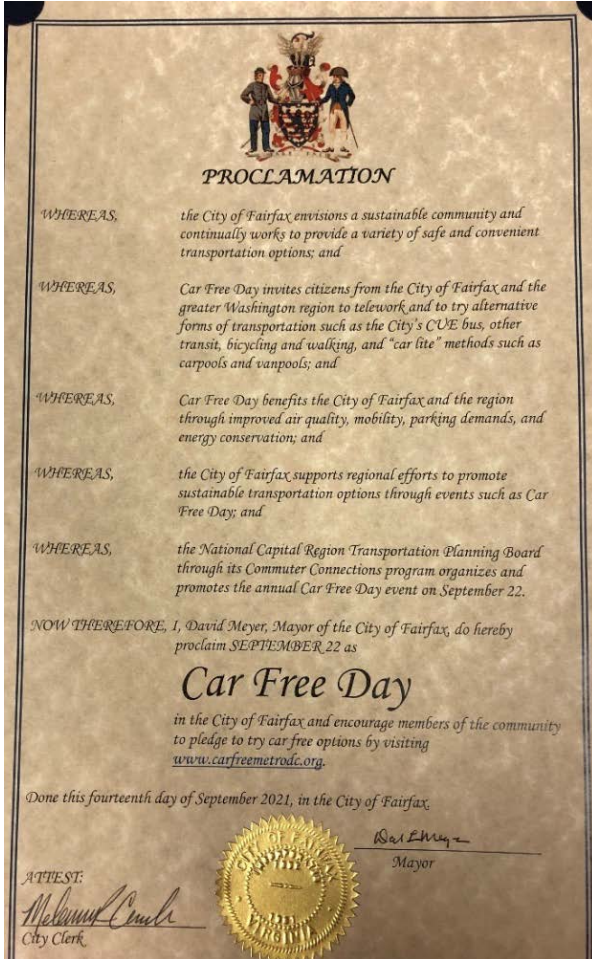 PROCLAMATION
WHEREAS, the City of Fairfax envisions a sustainable community and
continually works to provide a variety of safe and convenient
transportation options; and
WHEREAS, Car Free Day invites citizens from the City of Fairfax and the
greater Washington region to telework and to try alternative
forms of transportation such as the City's CUE bus, other
transit, bicycling and walking, and "car lite" methods such as
carpools and vanpools; and
WHEREAS, Car Free Day benefits the City of Fairfax and the region
through improved air quality, mobility, parking demands, and
energy conservation; and
WHEREAS, the City of Fairfax supports regional efforts to promote
sustainable transportation options through events such as Car
Free Day; and
WHEREAS, the National Capital Region Transportation Planning Board
through its Commuter Connections program organizes and
promotes the annual Car Free Day event on September 22.
NOW THEREFORE, I, David Meyer, Mayor of the City of Fairfax, do hereby
proclaim SEPTEMBER 22 as
Car Free Day
in the City of Fairfax and encourage members of the community
to pledge to try car free options by visiting
www.carfreemetrodc.org.
Done this fourteenth day of September 2021, in the City of Fairfax.
Mayor
ATTEST:
City Clerk
CITY OF FAIRFAX
VIRGINIA